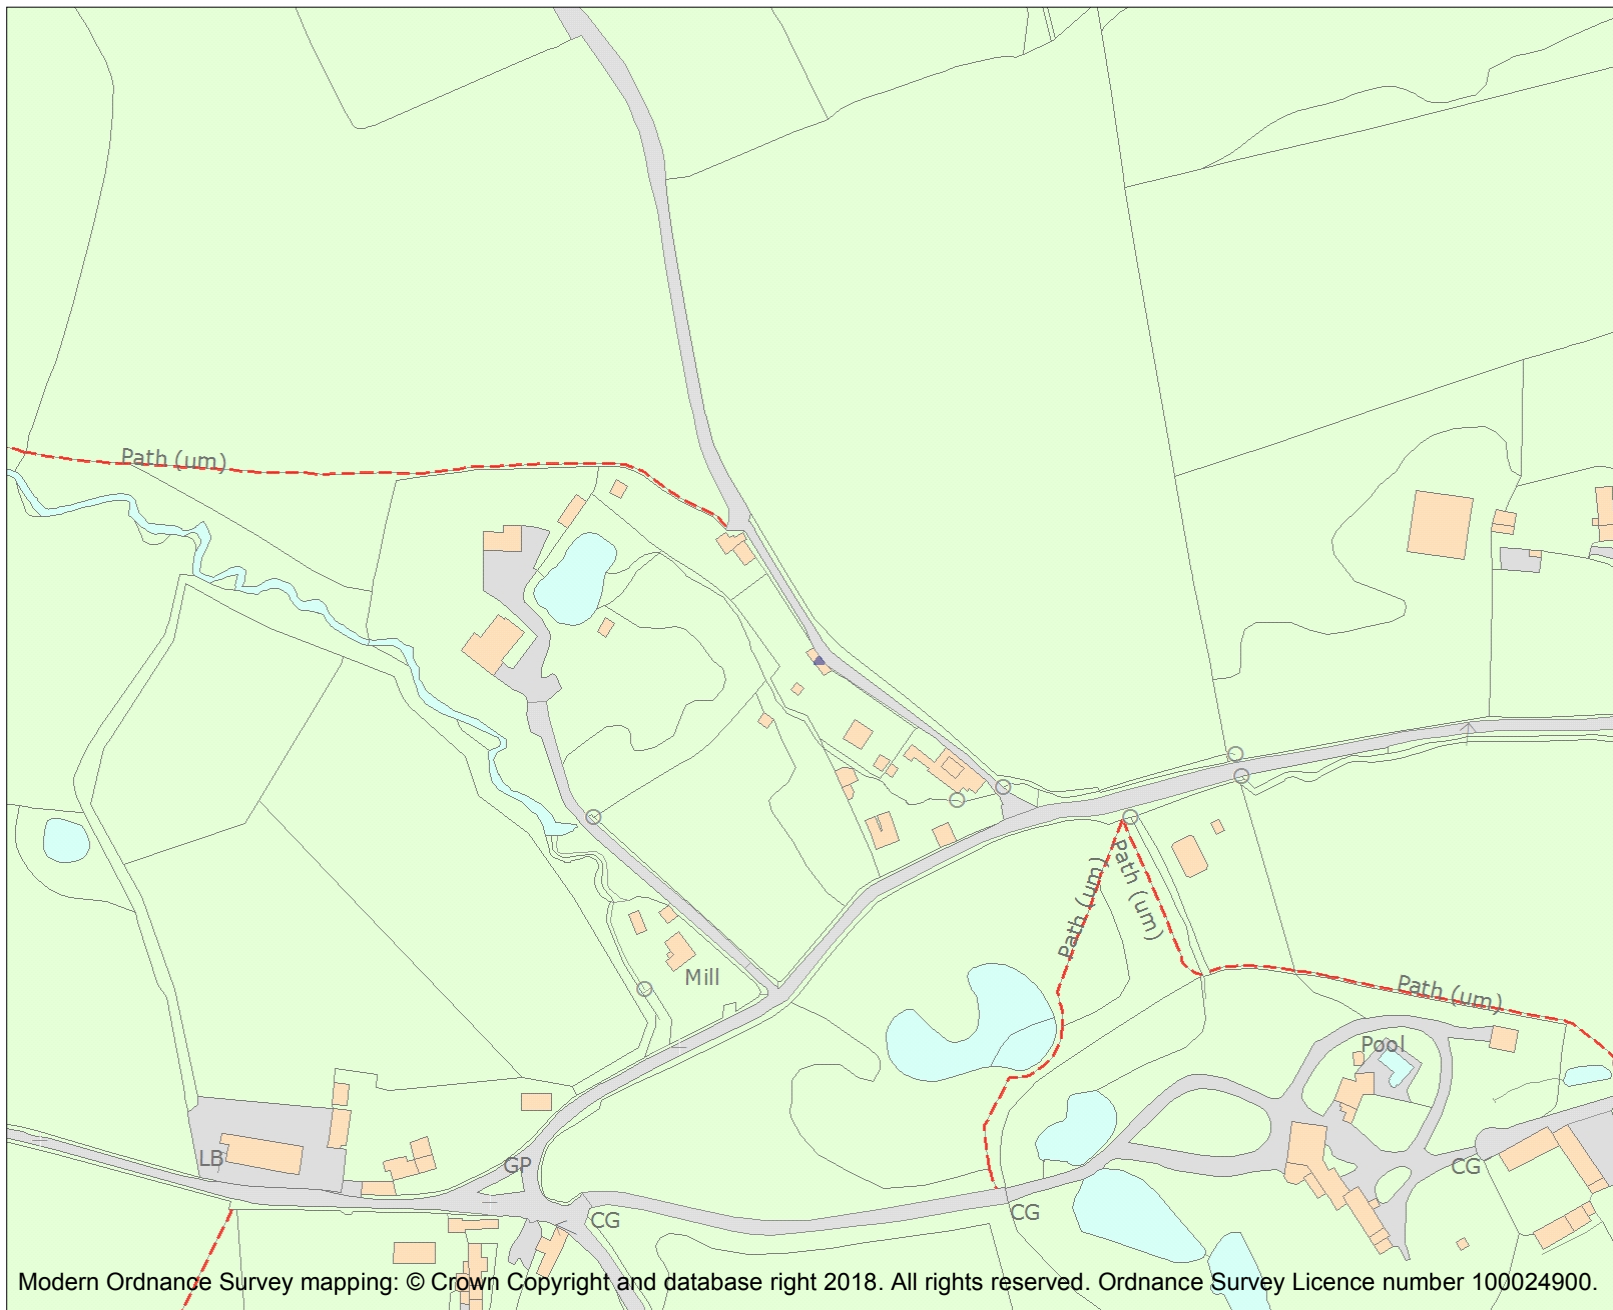 Path (um)
Path (um)
Path (um)
Mill
Path (um)
Pool
LB
GP
CG
CG
CG
Modern Ordnance Survey mapping: © Crown Copyright and database right 2018. All rights reserved. Ordnance Survey Licence number 100024900.